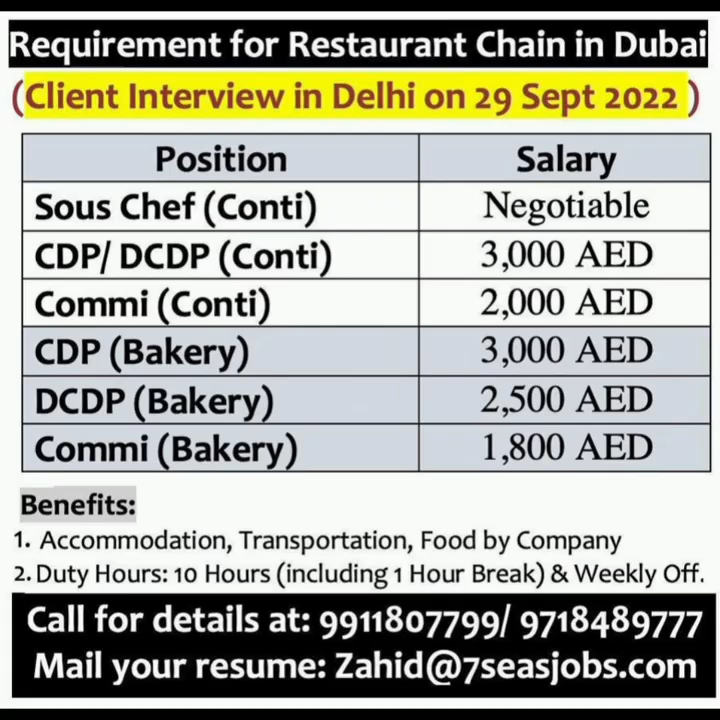 Requirement for Restaurant Chain in Dubai
(Client Interview in Delhi on 29 Sept 2022 )
Position Salary
Sous Chef (Conti) Negotiable
CDP/ DCDP (Conti) 3,000 AED
Commi (Conti) 2,000 AED
CDP (Bakery) 3,000 AED
DCDP (Bakery) 2,500 AED
Commi (Bakery) 1,800 AED
Benefits:
1. Accommodation, Transportation, Food by Company
2. Duty Hours: 10 Hours (including 1 Hour Break) & Weekly Off.
Call for details at: 9911807799/ 9718489777
Mail your resume: Zahid@7seasjobs.com